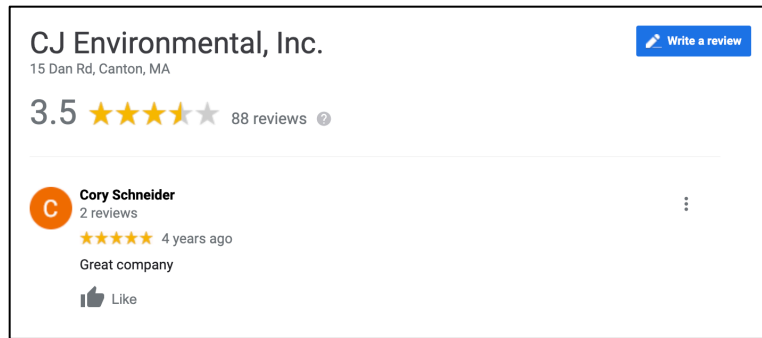 CJ Environmental, Inc.
Write a review
15 Dan Rd, Canton, MA
3.5 88 reviews ?
C
Cory Schneider
2 reviews
4 years ago
Great company
Like